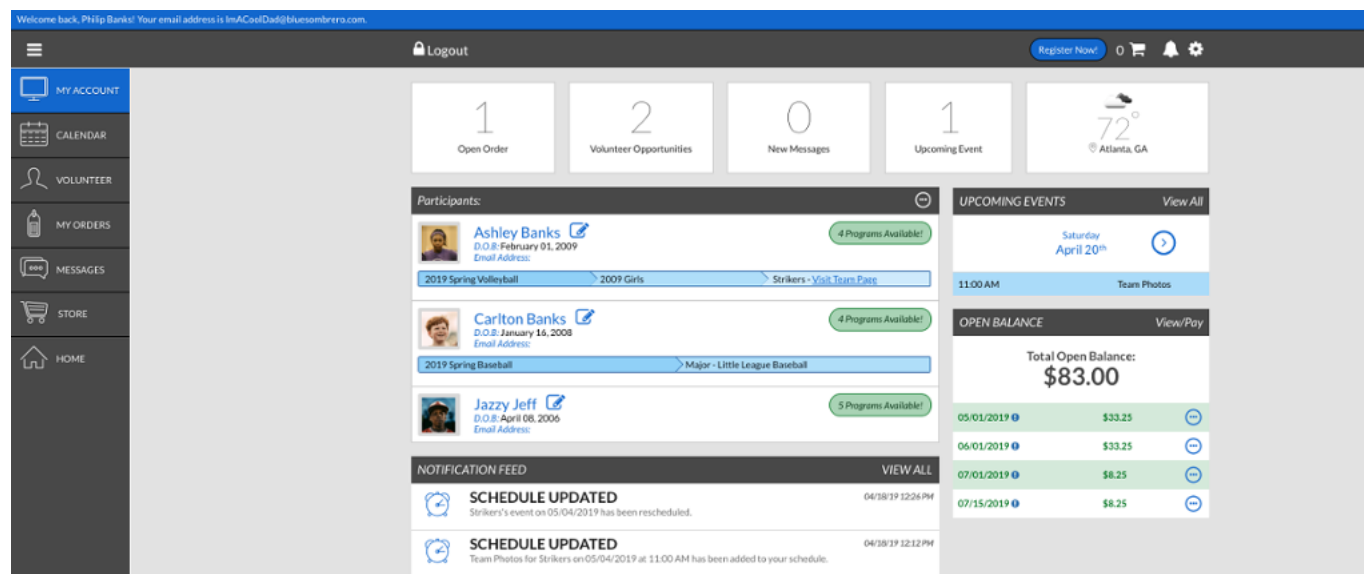 Welcome back, Philip Banks! Your email address is ImACoolDad@bluesombrero.com.
Logout
Register Now!
0
MY ACCOUNT
CALENDAR
VOLUNTEER
MY ORDERS
MESSAGES
STORE
HOME
1
Open Order
2
Volunteer Opportunities
0
New Messages
1
Upcoming Event
72°
Atlanta, GA
Participants:
Ashley Banks
D.O.B: February 01, 2009
Email Address:
4 Programs Available!
2019 Spring Volleyball 2009 Girls Strikers - Visit Team Page
Carlton Banks
D.O.B: January 16, 2008
Email Address:
4 Programs Available!
2019 Spring Baseball Major - Little League Baseball
Jazzy Jeff
D.O.B: April 08, 2006
Email Address:
5 Programs Available!
NOTIFICATION FEED VIEW ALL
SCHEDULE UPDATED 04/18/19 12:26 PM
Strikers's event on 05/04/2019 has been rescheduled.
SCHEDULE UPDATED 04/18/19 12:12 PM
Team Photos for Strikers on 05/04/2019 at 11:00 AM has been added to your schedule.
UPCOMING EVENTS View All
Saturday
April 20th
11:00 AM Team Photos
OPEN BALANCE View/Pay
Total Open Balance:
$83.00
05/01/2019 $33.25
06/01/2019 $33.25
07/01/2019 $8.25
07/15/2019 $8.25